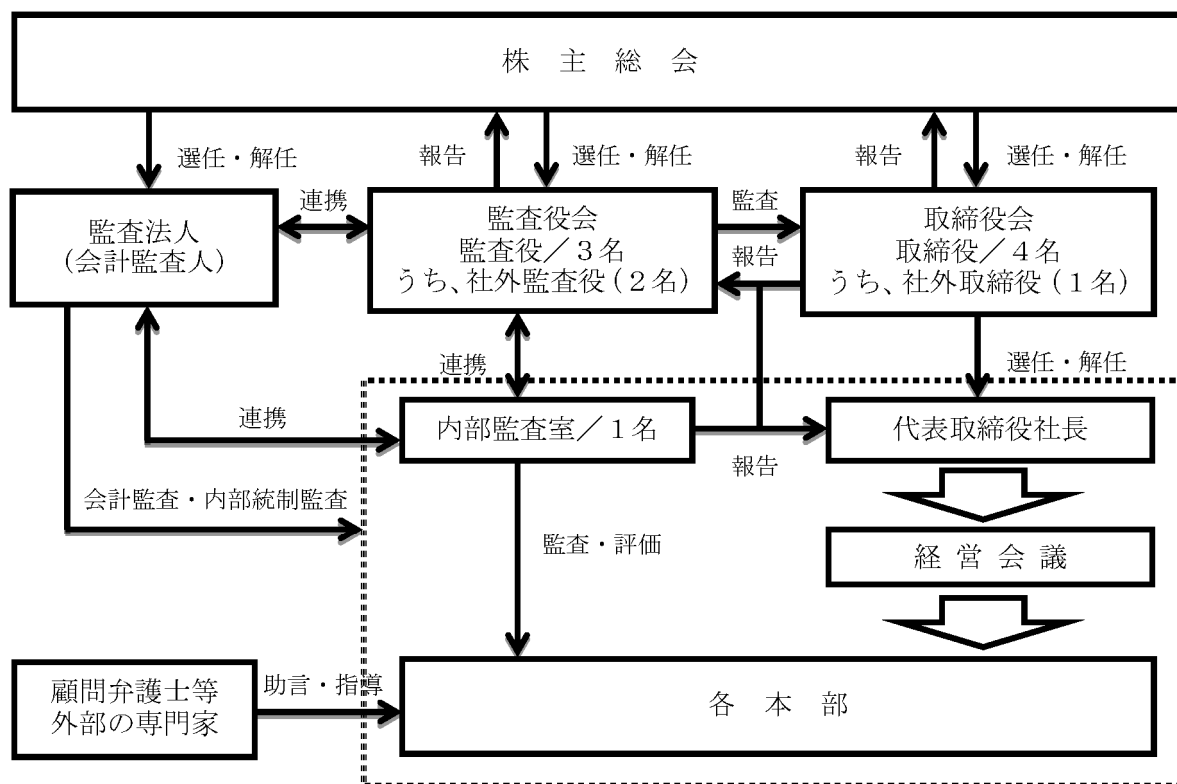 株主総会
選任・解任
報告
選任・解任
報告
選任・解任
監査法人
(会計監査人)
連携
監査役会
監査役／３名
うち、社外監査役(２名)
監査
報告
取締役会
取締役／４名
うち、社外取締役(１名)
連携
選任・解任
連携
内部監査室／１名
報告
代表取締役社長
会計監査・内部統制監査
監査・評価
経営会議
顧問弁護士等
外部の専門家
助言・指導
各本部